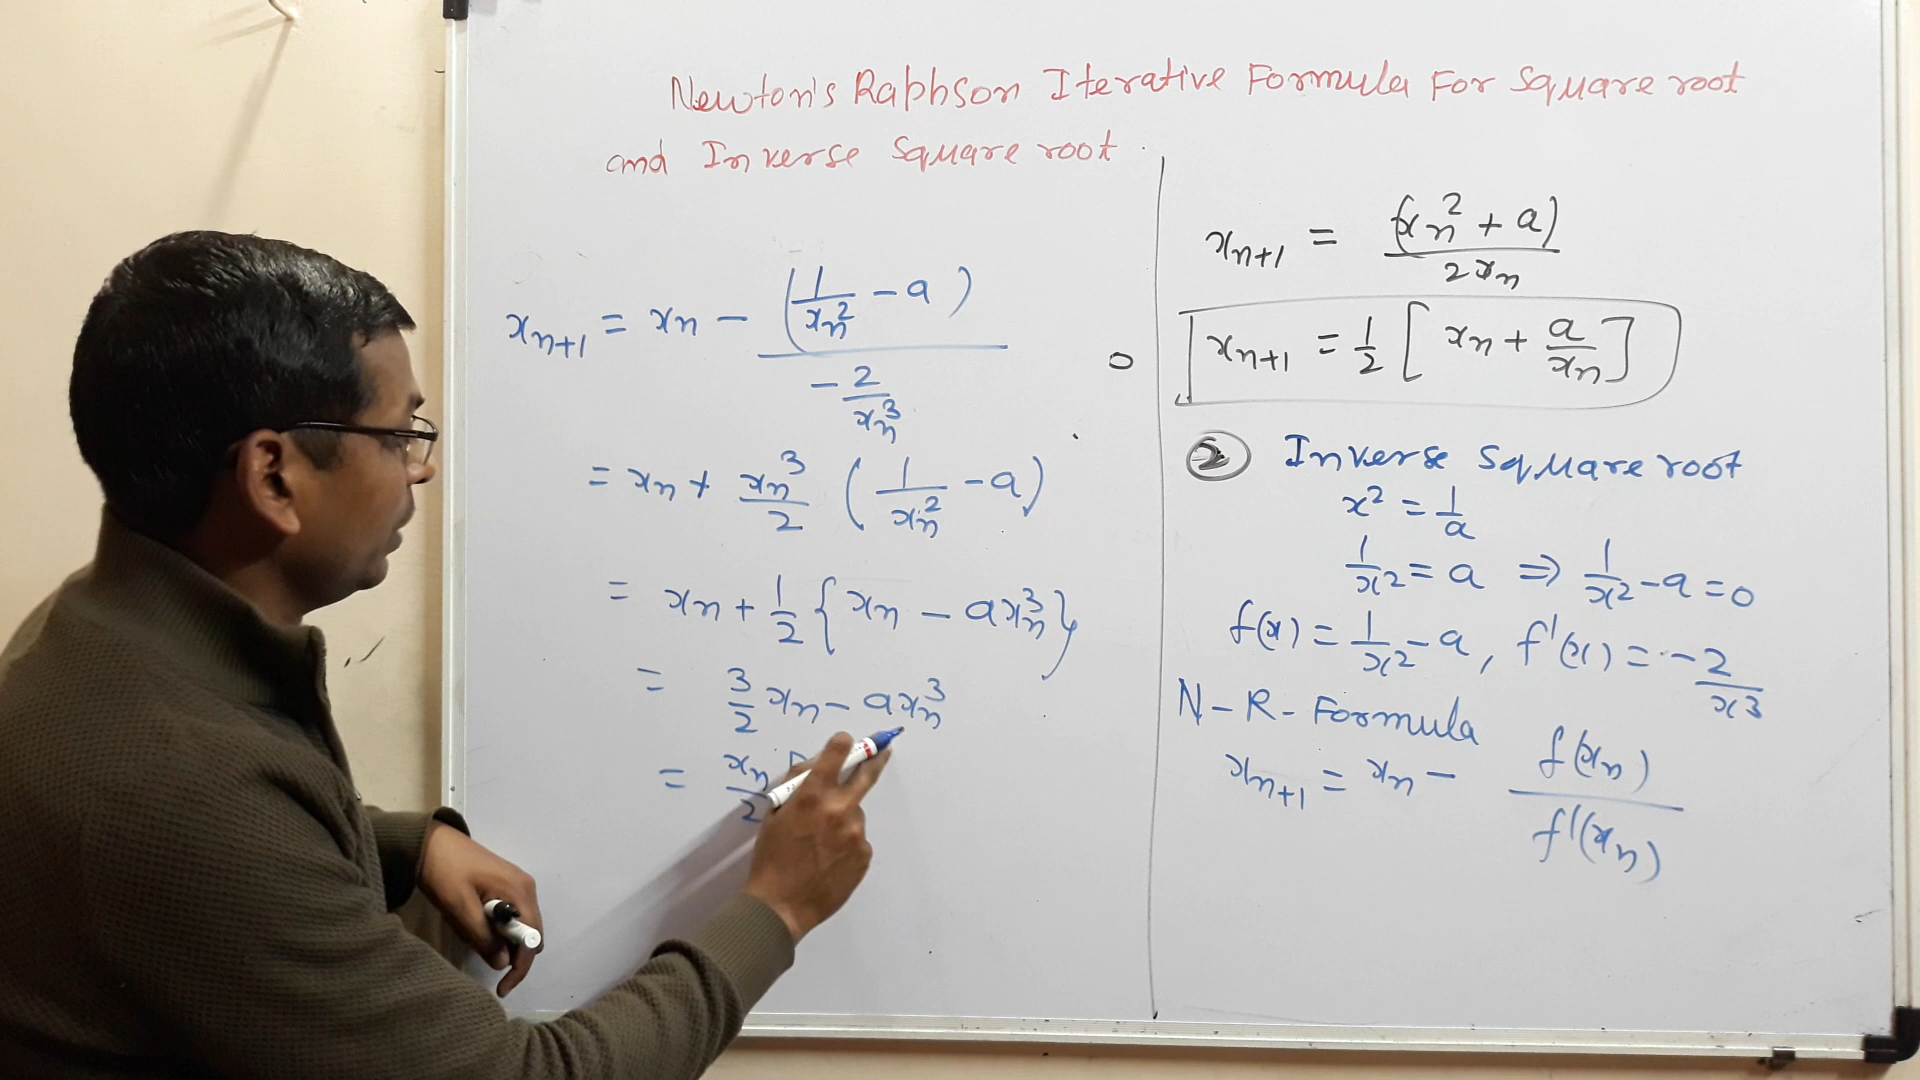 Newton's Raphson Iterative Formula For Square root
and Inverse Square root
xₙ₊₁ = xₙ - (1/xₙ² - a) / (-2/xₙ³)
= xₙ + xₙ³/2 (1/xₙ² - a)
= xₙ + 1/2 {xₙ - axₙ³}
= 3/2 xₙ - axₙ³
= xₙ/2 [
xₙ₊₁ = (xₙ² + a) / 2xₙ
xₙ₊₁ = 1/2 [xₙ + a/xₙ]
② Inverse Square root
x² = 1/a
1/x² = a ⇒ 1/x² - a = 0
f(x) = 1/x² - a, f'(x) = -2/x³
N-R-Formula
xₙ₊₁ = xₙ - f(xₙ) / f'(xₙ)